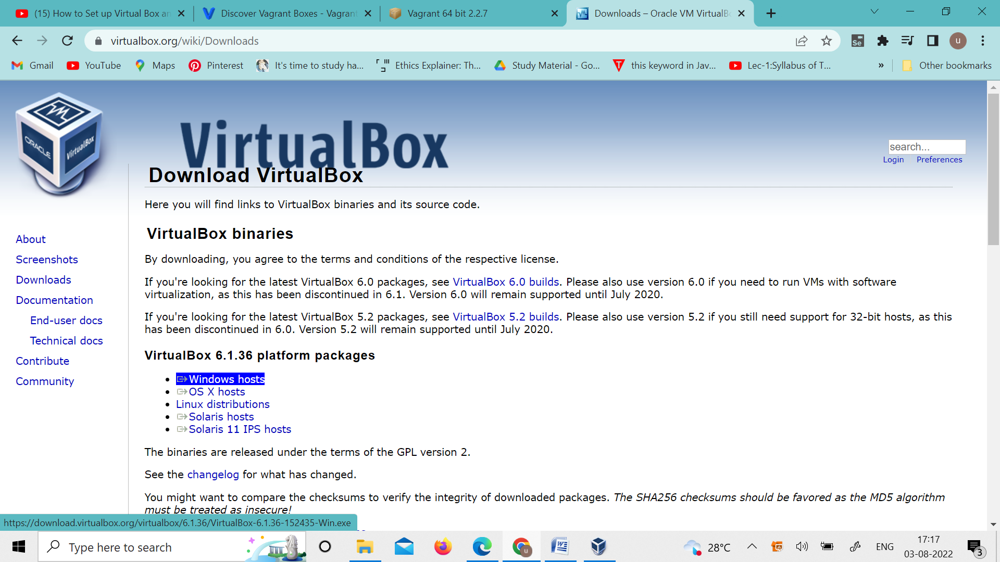 (15) How to Set up Virtual Box an
Discover Vagrant Boxes - Vagrant
Vagrant 64 bit 2.2.7
Downloads – Oracle VM VirtualBo
virtualbox.org/wiki/Downloads
Se
u
Gmail
YouTube
Maps
Pinterest
It's time to study ha...
Ethics Explainer: Th...
Study Material - Go...
this keyword in Jav...
Lec-1:Syllabus of T...
»
Other bookmarks
ORACLE
VirtualBox
VirtualBox
search...
Login Preferences
Download VirtualBox
Here you will find links to VirtualBox binaries and its source code.
About
Screenshots
Downloads
Documentation
End-user docs
Technical docs
Contribute
Community
VirtualBox binaries
By downloading, you agree to the terms and conditions of the respective license.
If you're looking for the latest VirtualBox 6.0 packages, see VirtualBox 6.0 builds. Please also use version 6.0 if you need to run VMs with software
virtualization, as this has been discontinued in 6.1. Version 6.0 will remain supported until July 2020.
If you're looking for the latest VirtualBox 5.2 packages, see VirtualBox 5.2 builds. Please also use version 5.2 if you still need support for 32-bit hosts, as this
has been discontinued in 6.0. Version 5.2 will remain supported until July 2020.
VirtualBox 6.1.36 platform packages
• Windows hosts
• OS X hosts
• Linux distributions
• Solaris hosts
• Solaris 11 IPS hosts
The binaries are released under the terms of the GPL version 2.
See the changelog for what has changed.
You might want to compare the checksums to verify the integrity of downloaded packages. The SHA256 checksums should be favored as the MD5 algorithm
must be treated as insecure!
https://download.virtualbox.org/virtualbox/6.1.36/VirtualBox-6.1.36-152435-Win.exe
Type here to search
u
28°C
ENG
17:17
03-08-2022
3